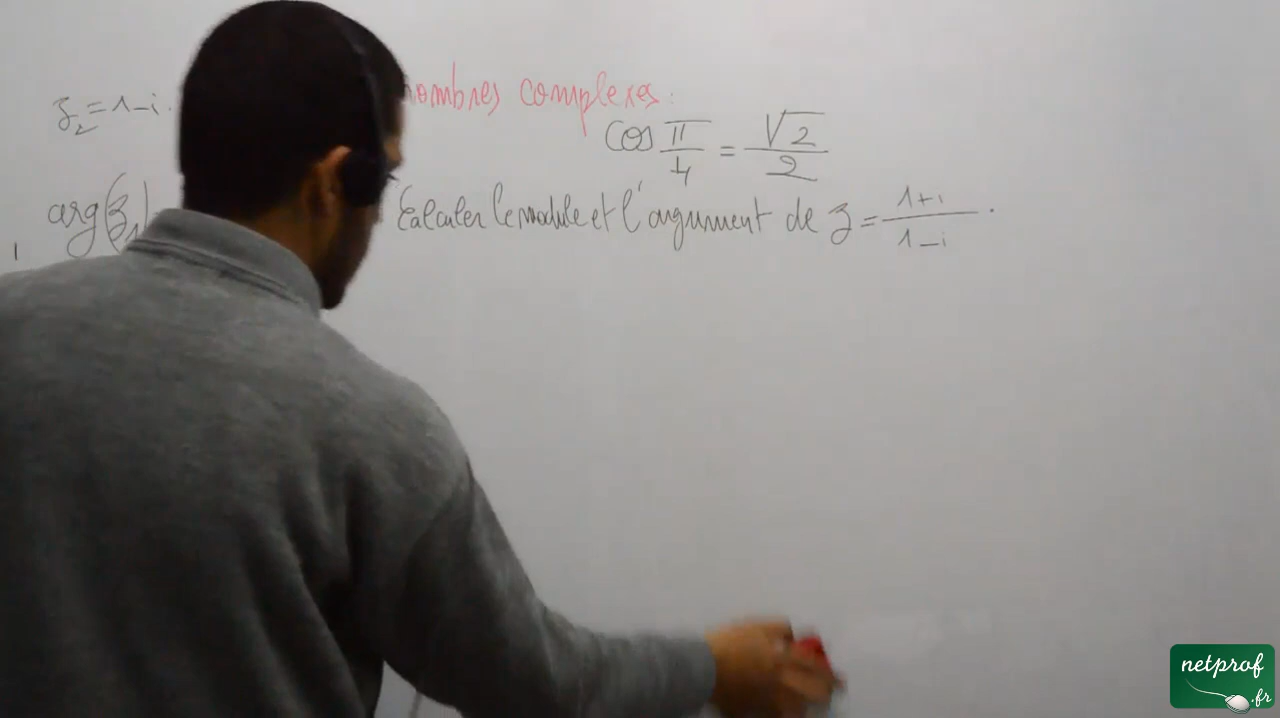 nombres complexes :
z₂ = 1-i.
cos π/4 = √2/2
arg(z₁
Calculer le module et l'argument de z = 1+i/1-i.
netprof
.fr